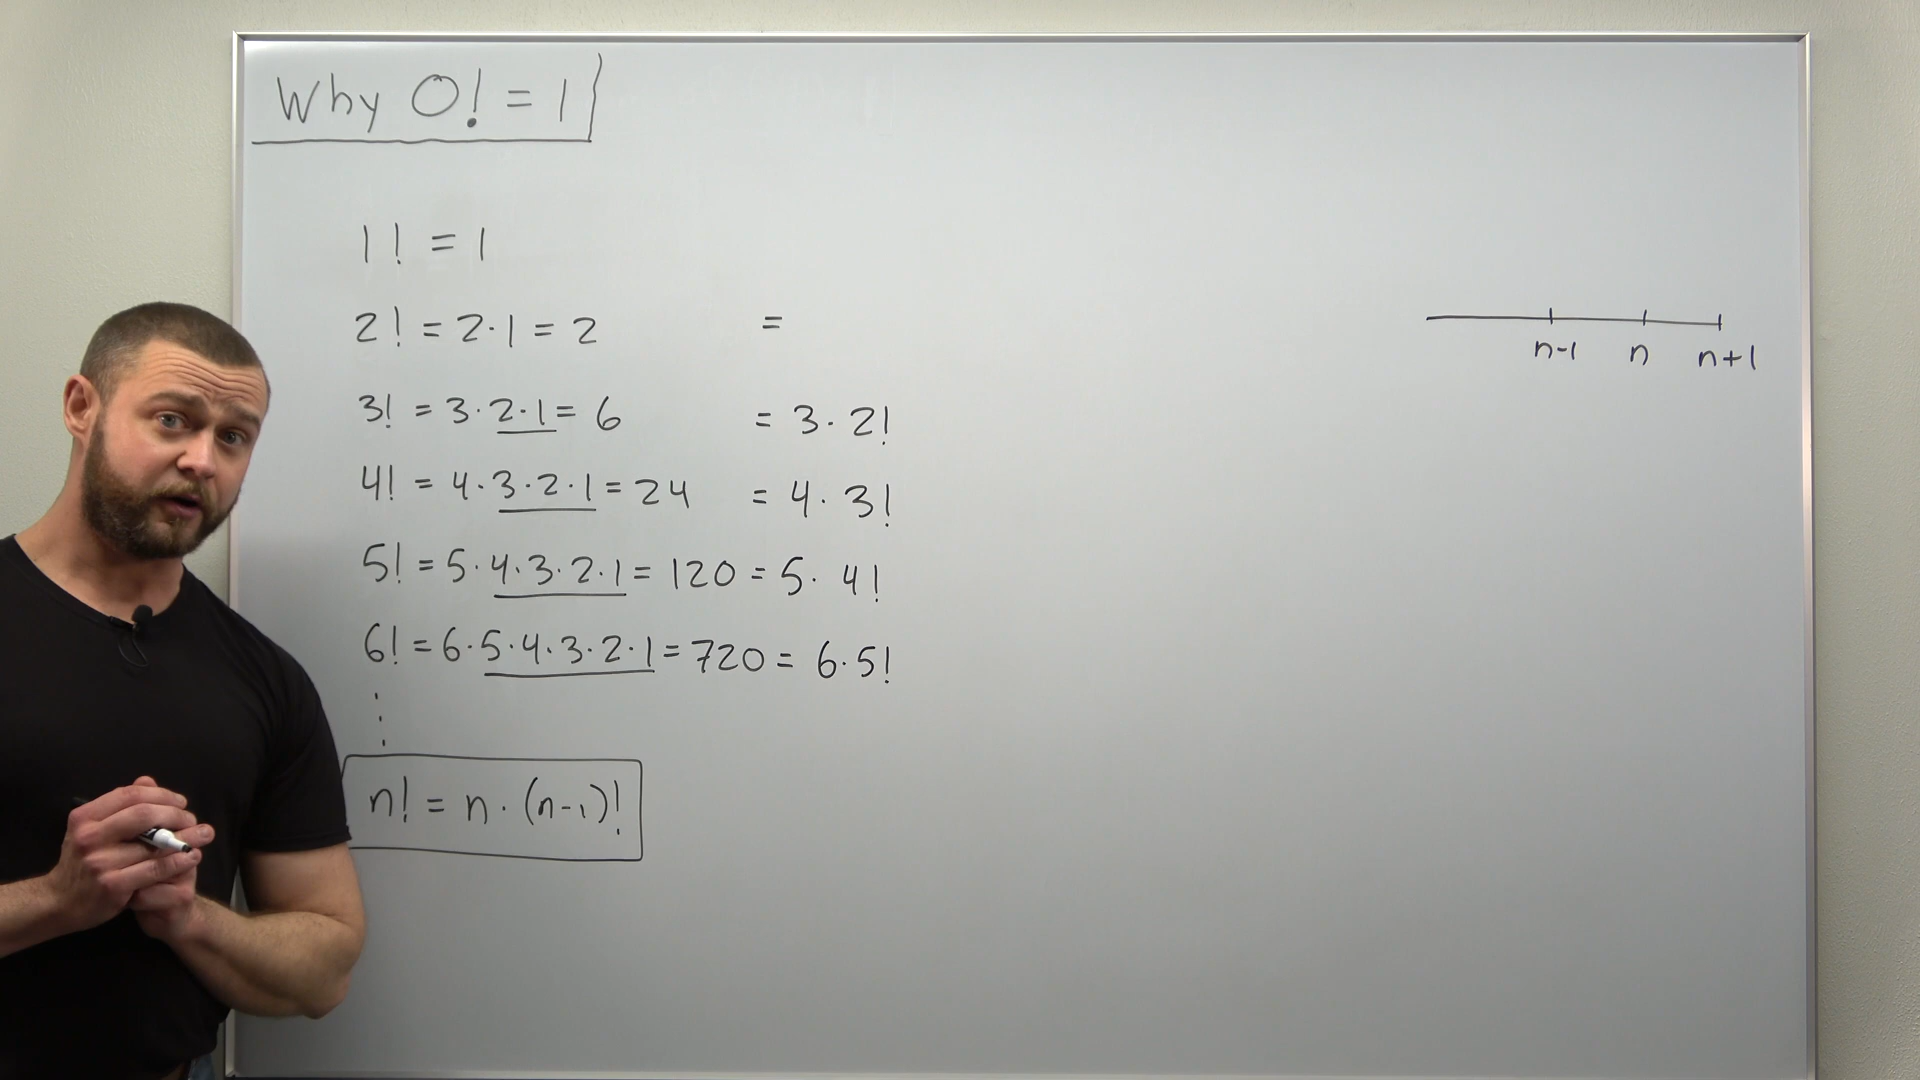 Why 0! = 1
1! = 1
2! = 2·1 = 2 =
3! = 3·2·1 = 6 = 3·2!
4! = 4·3·2·1 = 24 = 4·3!
5! = 5·4·3·2·1 = 120 = 5·4!
6! = 6·5·4·3·2·1 = 720 = 6·5!
⋮
n! = n·(n-1)!
n-1 n n+1